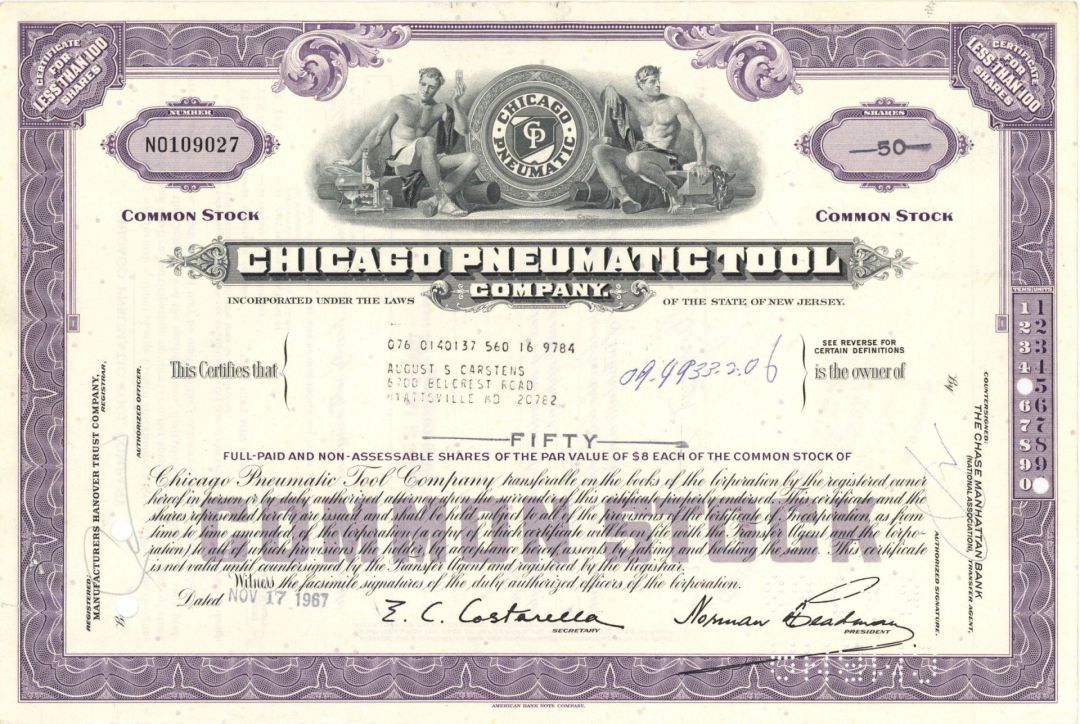 CERTIFICATE
FOR
LESS THAN 100
SHARES
CERTIFICATE
FOR
LESS THAN 100
SHARES
CHICAGO
CP
PNEUMATIC
NUMBER
NO109027
SHARES
50
COMMON STOCK
COMMON STOCK
CHICAGO PNEUMATIC TOOL
COMPANY.
INCORPORATED UNDER THE LAWS OF THE STATE OF NEW JERSEY.
TENS UNITS
1 1
2 2
3 3
4 4
5
6 6
7 7
8 8
9 9
0
076 0140137 560 16 9784
AUGUST S CARSTENS
6700 BELCREST ROAD
HYATTSVILLE MD 20782
SEE REVERSE FOR
CERTAIN DEFINITIONS
This Certifies that
is the owner of
FIFTY
FULL-PAID AND NON-ASSESSABLE SHARES OF THE PAR VALUE OF $8 EACH OF THE COMMON STOCK OF
Chicago Pneumatic Tool Company transferable on the books of the Corporation by the registered owner
hereof in person or by duly authorized attorney upon the surrender of this certificate properly endorsed. This certificate and the
shares represented hereby are issued and shall be held subject to all of the provisions of the Certificate of Incorporation, as from
time to time amended, of the Corporation (a copy of which certificate will be on file with the Transfer Agent and the Corpo-
ration) to all of which provisions the holder, by acceptance hereof, assents by taking and holding the same. This certificate
is not valid until countersigned by the Transfer Agent and registered by the Registrar.
COMMON STOCK
Witness the facsimile signatures of the duly authorized officers of the Corporation.
Dated NOV 17 1967
E. C. Costarella
SECRETARY
Norman Readman
PRESIDENT
REGISTERED:
MANUFACTURERS HANOVER TRUST COMPANY,
REGISTRAR,
By
AUTHORIZED OFFICER.
COUNTERSIGNED:
THE CHASE MANHATTAN BANK
(NATIONAL ASSOCIATION), TRANSFER AGENT,
By
AUTHORIZED SIGNATURE.
AMERICAN BANK NOTE COMPANY.